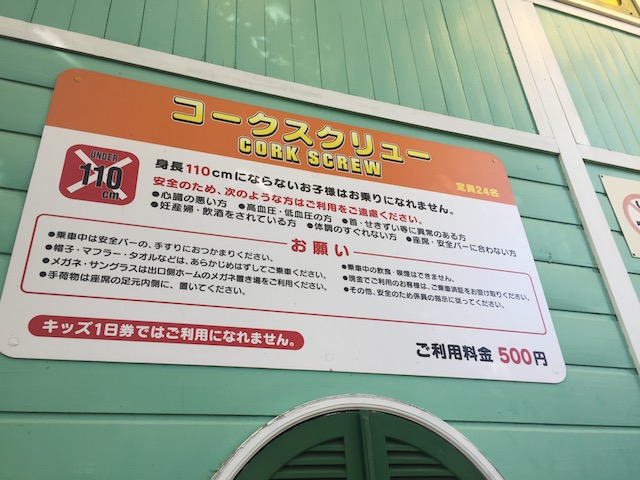 コークスクリュー
CORK SCREW
定員24名
UNDER
110
cm
身長110cmにならないお子様はお乗りになれません。
安全のため、次のような方はご利用をご遠慮ください。
●心臓の悪い方 ●高血圧・低血圧の方 ●首・せきずい等に異常のある方
●妊産婦・飲酒をされている方 ●体調のすぐれない方 ●座席・安全バーに合わない方
お願い
●乗車中は安全バーの、手すりにおつかまりください。
●帽子・マフラー・タオルなどは、あらかじめはずしてご乗車ください。
●メガネ・サングラスは出口側ホームのメガネ置き場をご利用ください。
●手荷物は座席の足元内側に、置いてください。
●乗車中の飲食・喫煙はできません。
●現金でご利用のお客様は、ご乗車済証をお受け取りください。
●その他、安全のため係員の指示に従ってください。
キッズ1日券ではご利用になれません。
ご利用料金 500円